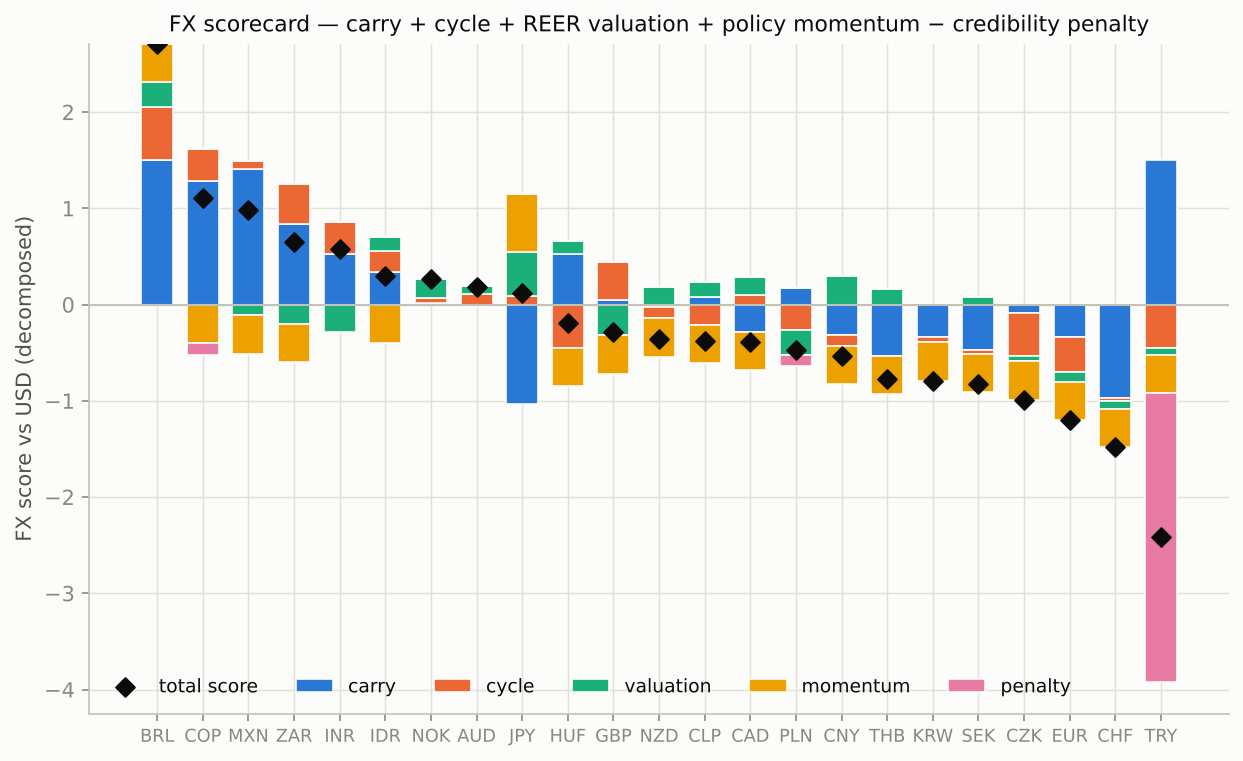 FX scorecard — carry + cycle + REER valuation + policy momentum − credibility penalty
FX score vs USD (decomposed)
2
1
0
−1
−2
−3
−4
total score carry cycle valuation momentum penalty
BRL COP MXN ZAR INR IDR NOK AUD JPY HUF GBP NZD CLP CAD PLN CNY THB KRW SEK CZK EUR CHF TRY